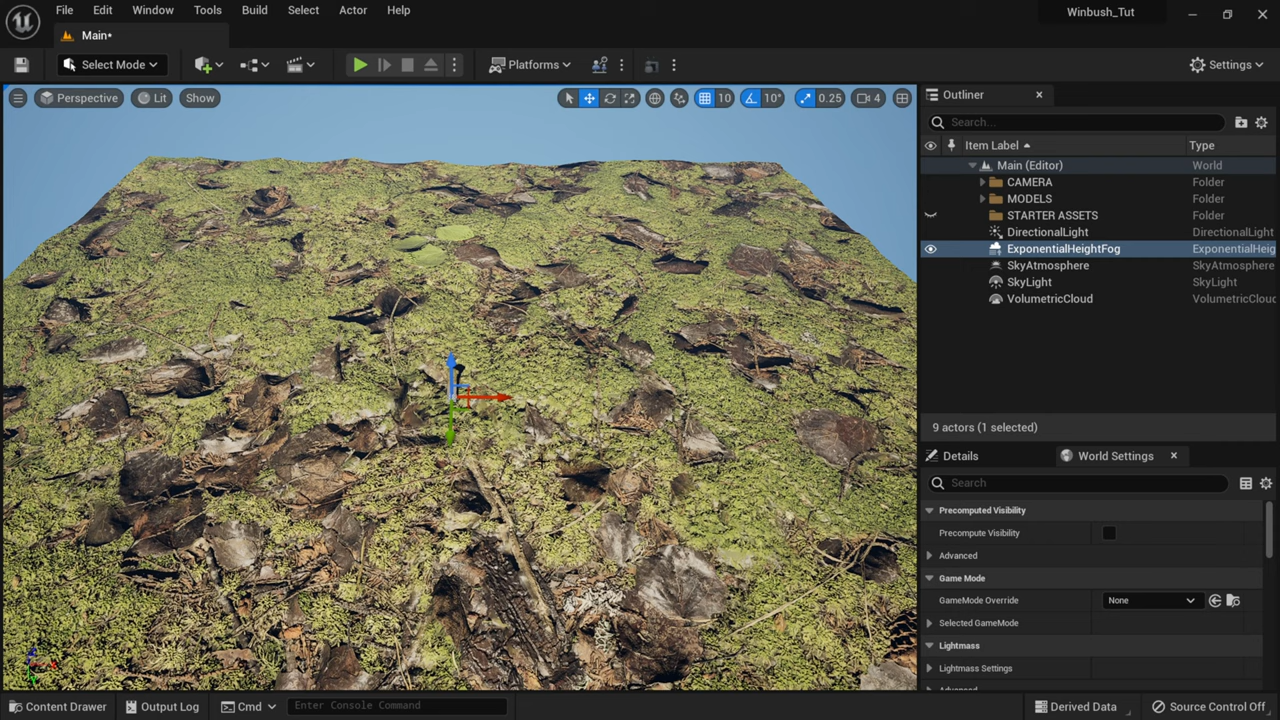 File Edit Window Tools Build Select Actor Help
Winbush_Tut
Main•
Select Mode
Platforms
Settings
Perspective Lit Show
10 10° 0.25 4
Outliner
Search...
Item Label Type
Main (Editor) World
CAMERA Folder
MODELS Folder
STARTER ASSETS Folder
DirectionalLight DirectionalLight
ExponentialHeightFog ExponentialHeig
SkyAtmosphere SkyAtmosphere
SkyLight SkyLight
VolumetricCloud VolumetricCloud
9 actors (1 selected)
Details World Settings
Search
Precomputed Visibility
Precompute Visibility
Advanced
Game Mode
GameMode Override None
Selected GameMode
Lightmass
Lightmass Settings
Advanced
Content Drawer Output Log Cmd Enter Console Command
Derived Data Source Control Off